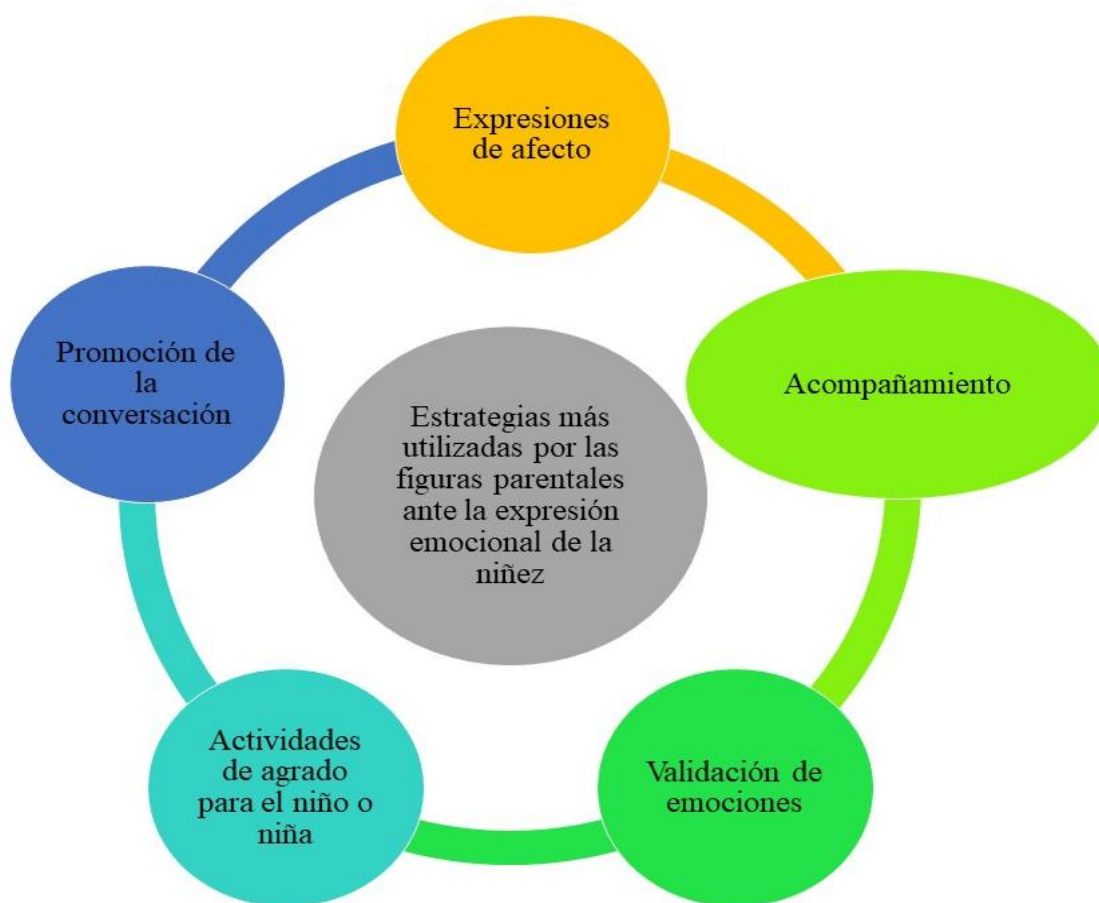 Expresiones
de afecto
Acompañamiento
Validación de
emociones
Actividades
de agrado
para el niño o
niña
Promoción de
la
conversación
Estrategias más
utilizadas por las
figuras parentales
ante la expresión
emocional de la
niñez